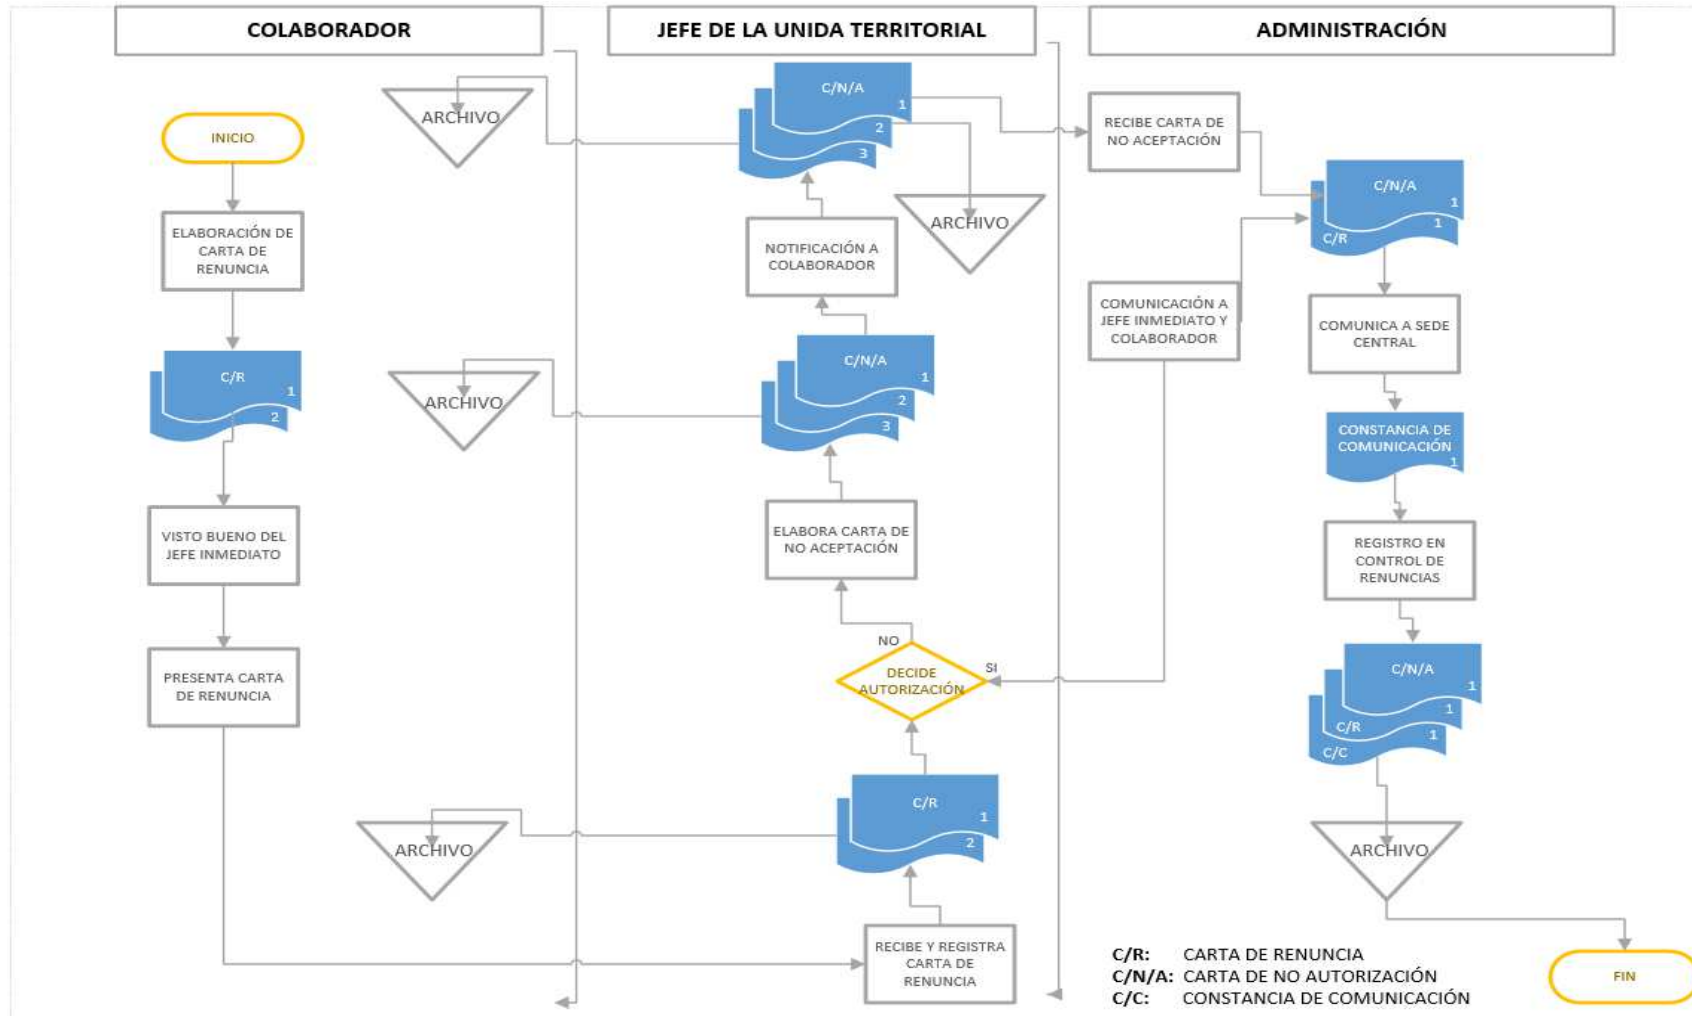 COLABORADOR
INICIO
ELABORACIÓN DE
CARTA DE
RENUNCIA
C/R
1
2
VISTO BUENO DEL
JEFE INMEDIATO
PRESENTA CARTA
DE RENUNCIA
ARCHIVO
ARCHIVO
ARCHIVO
JEFE DE LA UNIDA TERRITORIAL
C/N/A
1
2
3
ARCHIVO
NOTIFICACIÓN A
COLABORADOR
C/N/A
1
2
3
ELABORA CARTA DE
NO ACEPTACIÓN
NO
SI
DECIDE
AUTORIZACIÓN
C/R
1
2
RECIBE Y REGISTRA
CARTA DE
RENUNCIA
ADMINISTRACIÓN
RECIBE CARTA DE
NO ACEPTACIÓN
C/N/A
1
1
C/R
COMUNICACIÓN A
JEFE INMEDIATO Y
COLABORADOR
COMUNICA A SEDE
CENTRAL
CONSTANCIA DE
COMUNICACIÓN
1
REGISTRO EN
CONTROL DE
RENUNCIAS
C/N/A
1
1
C/R
1
C/C
ARCHIVO
C/R: CARTA DE RENUNCIA
C/N/A: CARTA DE NO AUTORIZACIÓN
C/C: CONSTANCIA DE COMUNICACIÓN
FIN